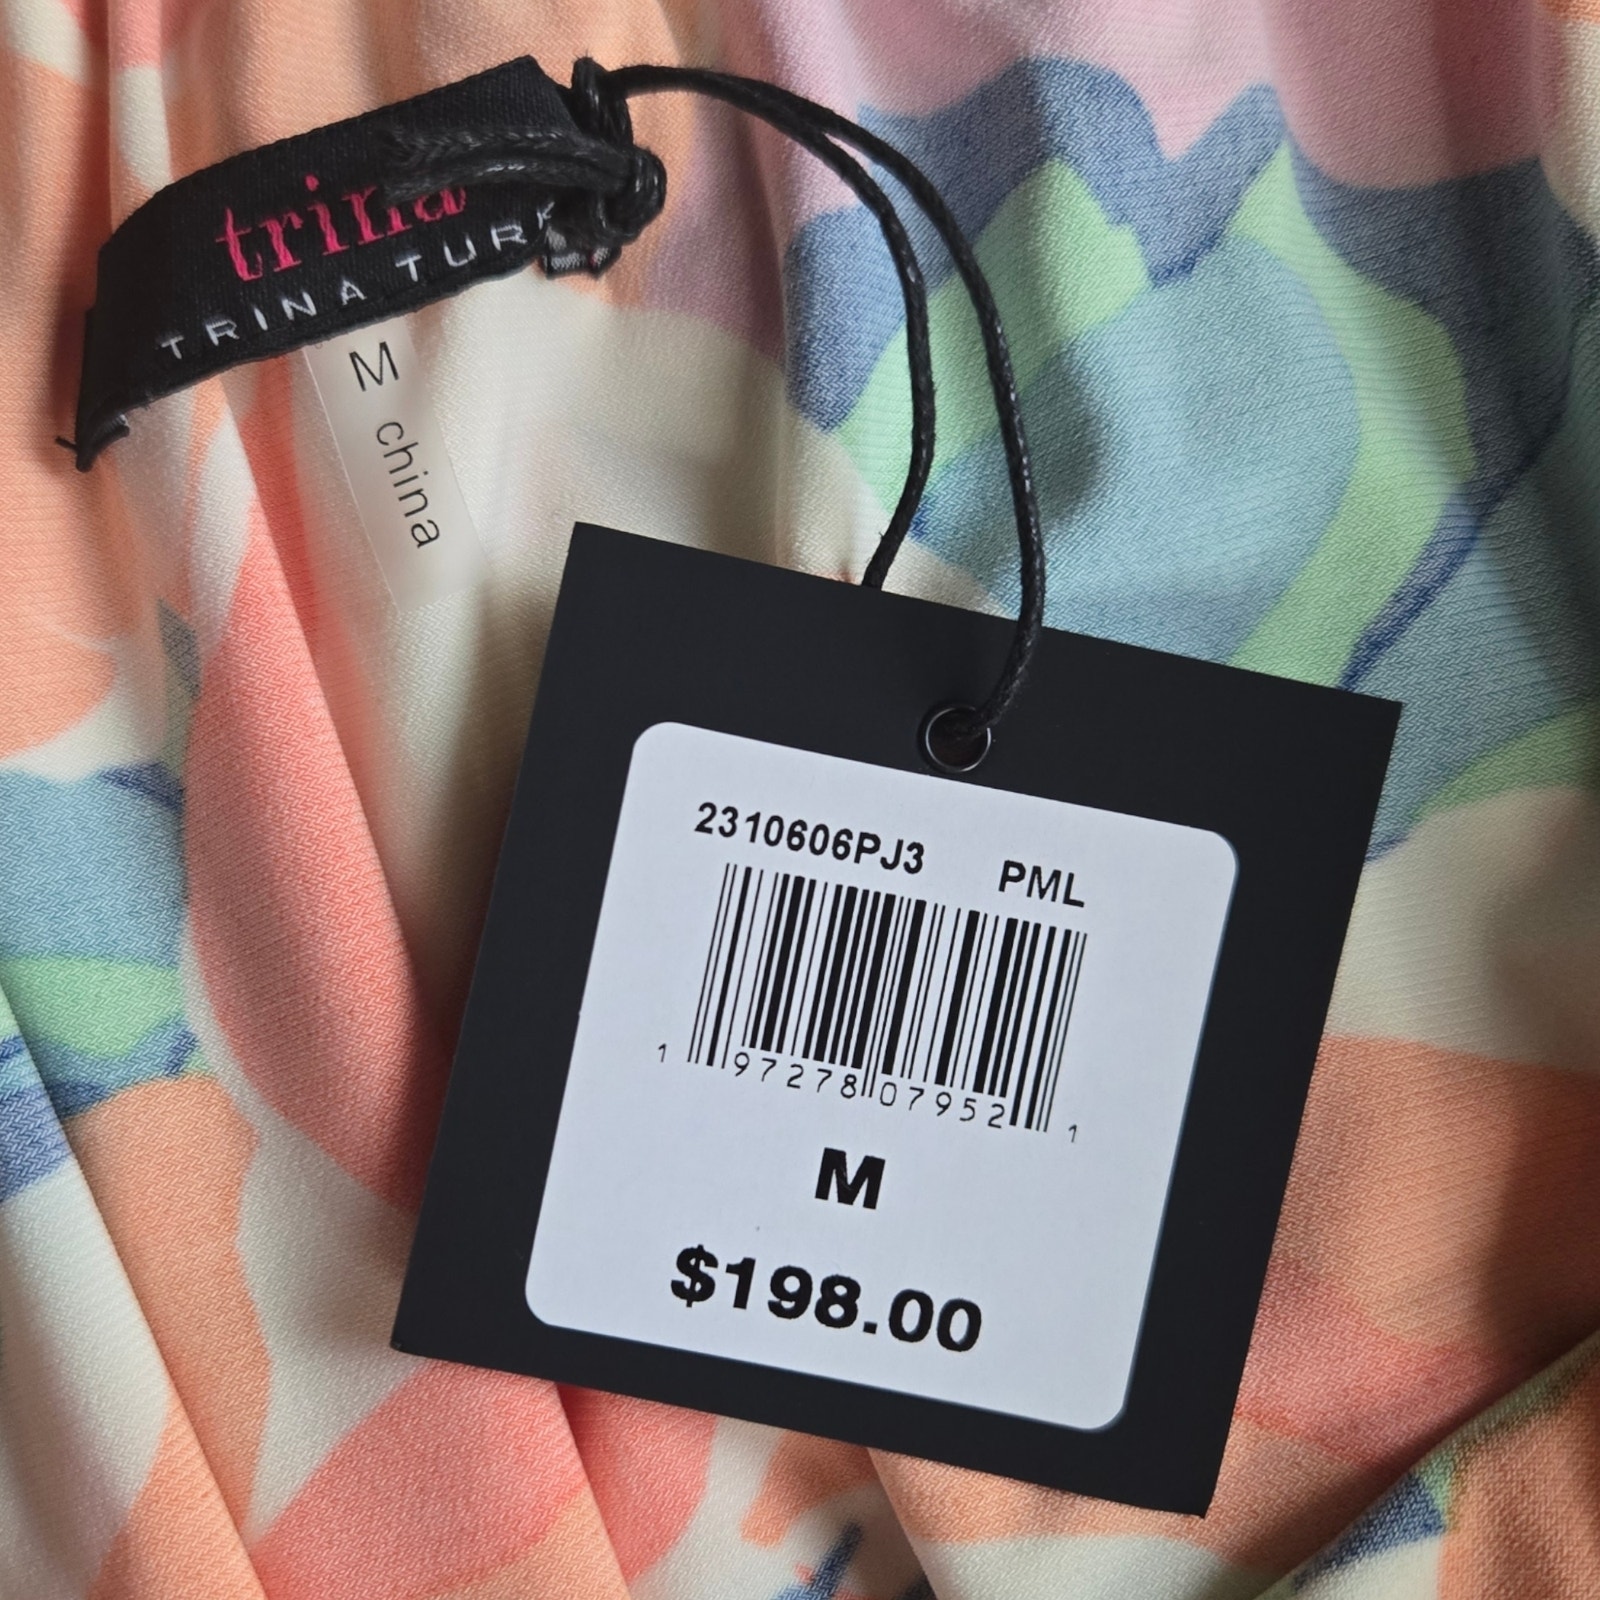 trina
TRINA TURK
M
china
2310606PJ3 PML
1 97278 07952 1
M
$198.00